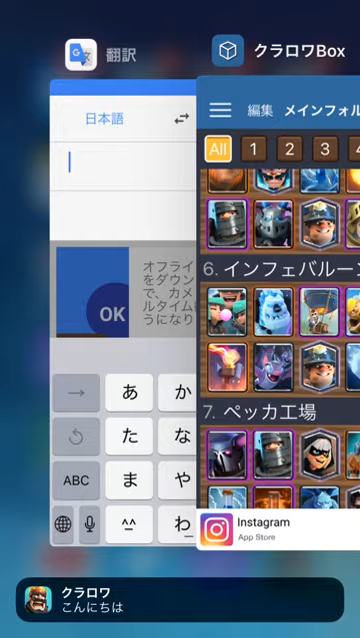 翻訳
クラロワBox
日本語
編集 メインフォル
All 1 2 3 4
オフライ
をダウン
で、カメ
ルタイム
うになり
OK
6. インフェバルーン
7. ペッカ工場
→ あ か
た な
ABC ま や
^^ わ
Instagram
App Store
クラロワ
こんにちは